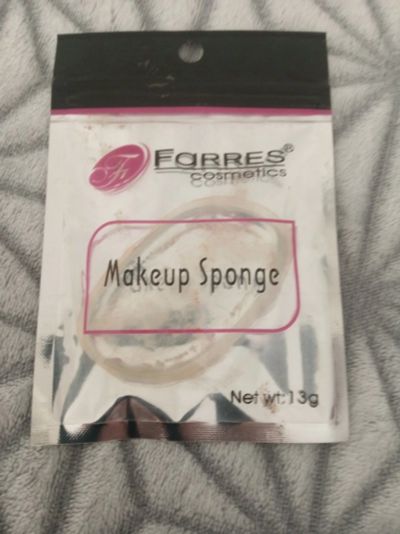 FARRES®
cosmetics
Makeup Sponge
Net wt:13g